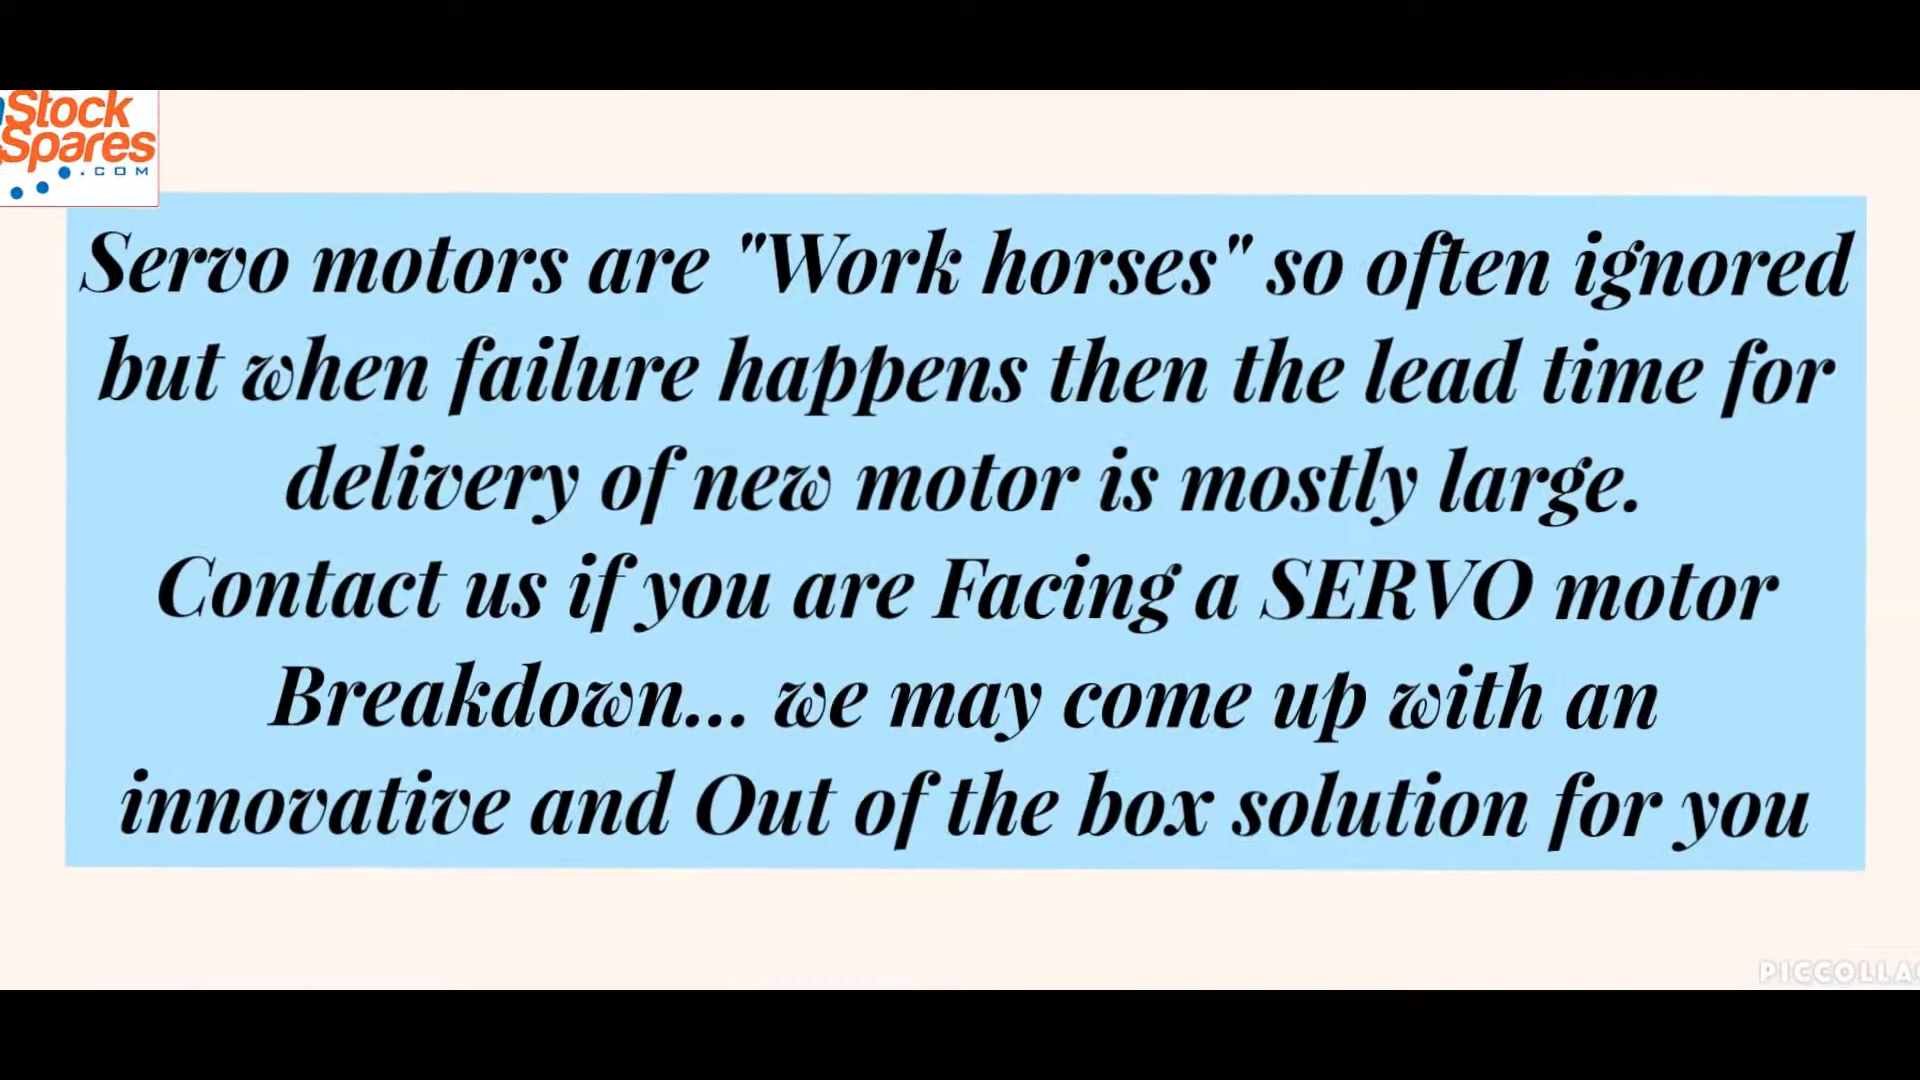 Stock
Spares
.COM
Servo motors are "Work horses" so often ignored
but when failure happens then the lead time for
delivery of new motor is mostly large.
Contact us if you are Facing a SERVO motor
Breakdown... we may come up with an
innovative and Out of the box solution for you
PICCOLLA